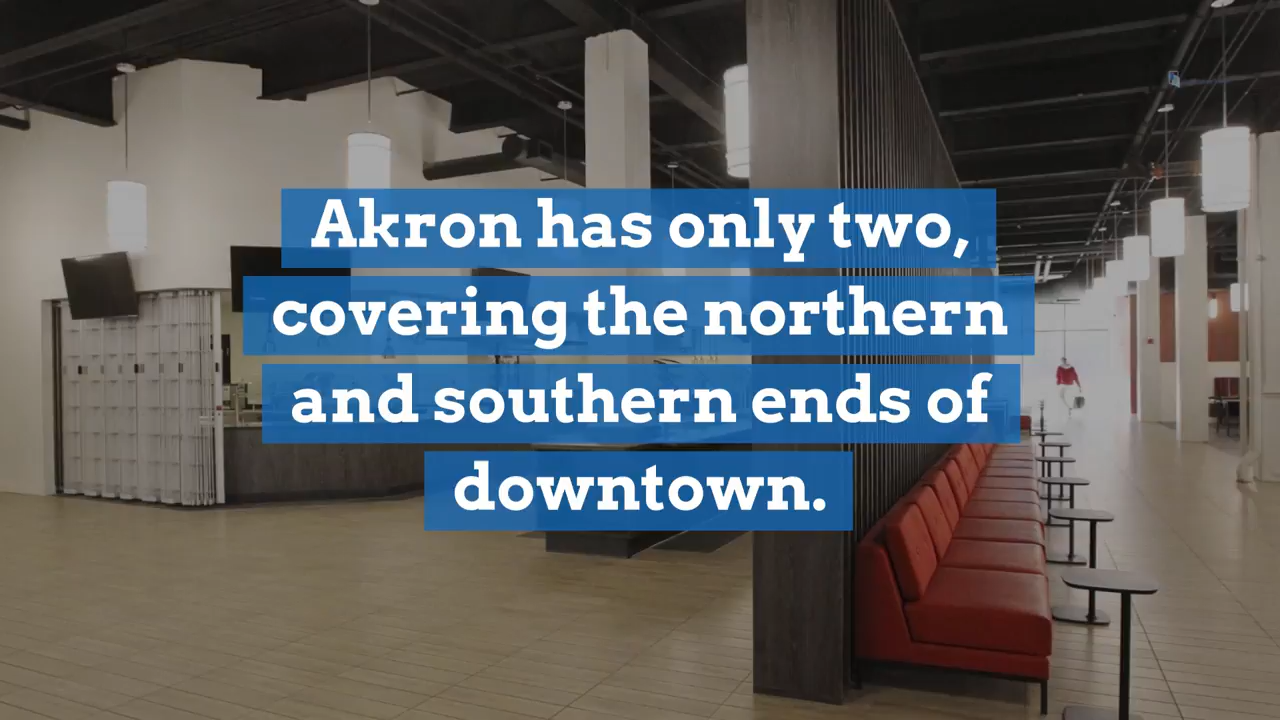 Akron has only two,
covering the northern
and southern ends of
downtown.